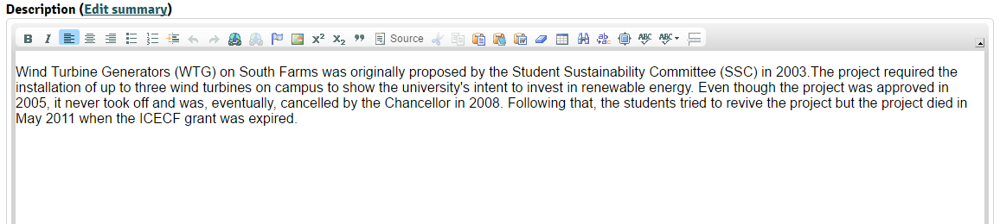 Description (Edit summary)
B I x² x₂ ” Source ABC ABC
Wind Turbine Generators (WTG) on South Farms was originally proposed by the Student Sustainability Committee (SSC) in 2003.The project required the
installation of up to three wind turbines on campus to show the university's intent to invest in renewable energy. Even though the project was approved in
2005, it never took off and was, eventually, cancelled by the Chancellor in 2008. Following that, the students tried to revive the project but the project died in
May 2011 when the ICECF grant was expired.